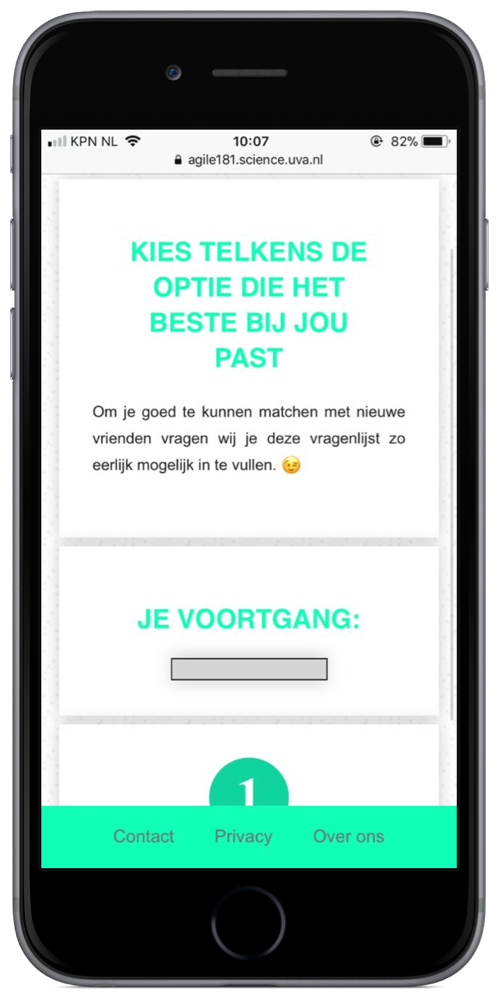 KPN NL 10:07 82%
agile181.science.uva.nl
KIES TELKENS DE
OPTIE DIE HET
BESTE BIJ JOU
PAST
Om je goed te kunnen matchen met nieuwe
vrienden vragen wij je deze vragenlijst zo
eerlijk mogelijk in te vullen. 😉
JE VOORTGANG:
1
Contact Privacy Over ons